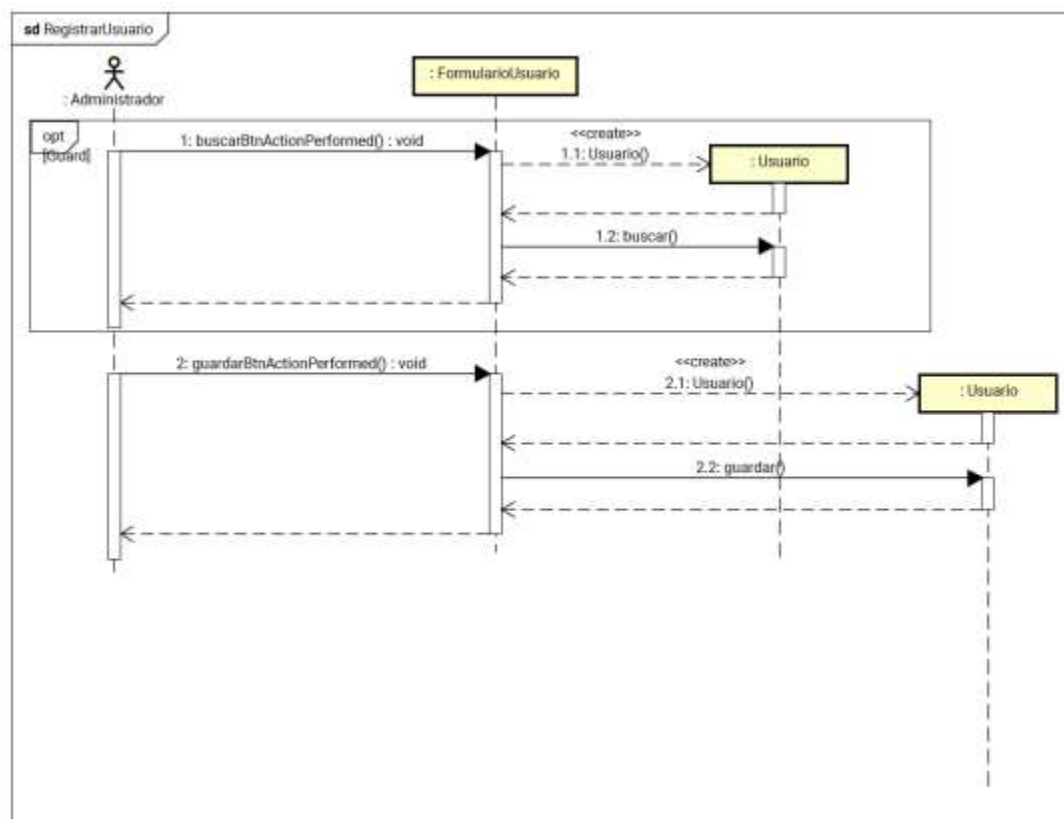 sd RegistrarUsuario
: Administrador
: FormularioUsuario
opt
[Guard]
1: buscarBtnActionPerformed() : void
<<create>>
1.1: Usuario()
: Usuario
1.2: buscar()
2: guardarBtnActionPerformed() : void
<<create>>
2.1: Usuario()
: Usuario
2.2: guardar()